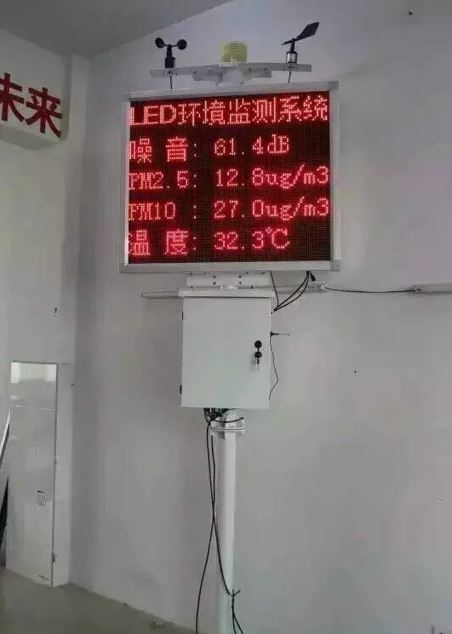 未来
LED环境监测系统
噪 音: 61.4dB
PM2.5: 12.8ug/m3
PM10 : 27.0ug/m3
温 度: 32.3℃